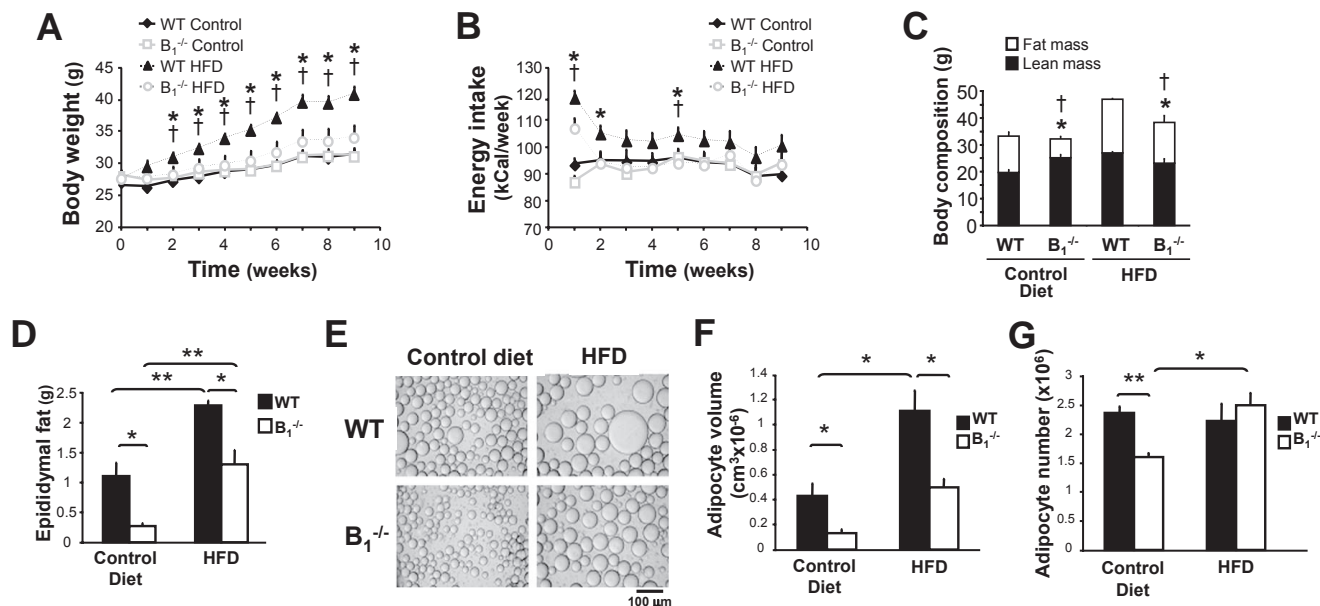 A
WT Control
B₁⁻/⁻ Control
WT HFD
B₁⁻/⁻ HFD
Body weight (g)
45
40
35
30
25
0 2 4 6 8 10
* * * * * * * *
† † † † † † † †
Time (weeks)
B
WT Control
B₁⁻/⁻ Control
WT HFD
B₁⁻/⁻ HFD
Energy intake
(kCal/week)
130
120
110
100
90
80
70
0 2 4 6 8 10
* * *
† †
Time (weeks)
C
Fat mass
Lean mass
Body composition (g)
50
40
30
20
10
0
† †
* *
WT B₁⁻/⁻ WT B₁⁻/⁻
Control
Diet
HFD
D
Epididymal fat (g)
2.5
2
1.5
1
0.5
0
**
** *
*
WT
B₁⁻/⁻
Control
Diet
HFD
E
Control diet HFD
WT
B₁⁻/⁻
100 µm
F
Adipocyte volume
(cm³x10⁻⁶)
1.4
1.2
1
0.8
0.6
0.4
0.2
0
* *
*
WT
B₁⁻/⁻
Control
Diet
HFD
G
Adipocyte number (x10⁶)
2.5
2
1.5
1
0.5
0
*
**
WT
B₁⁻/⁻
Control
Diet
HFD